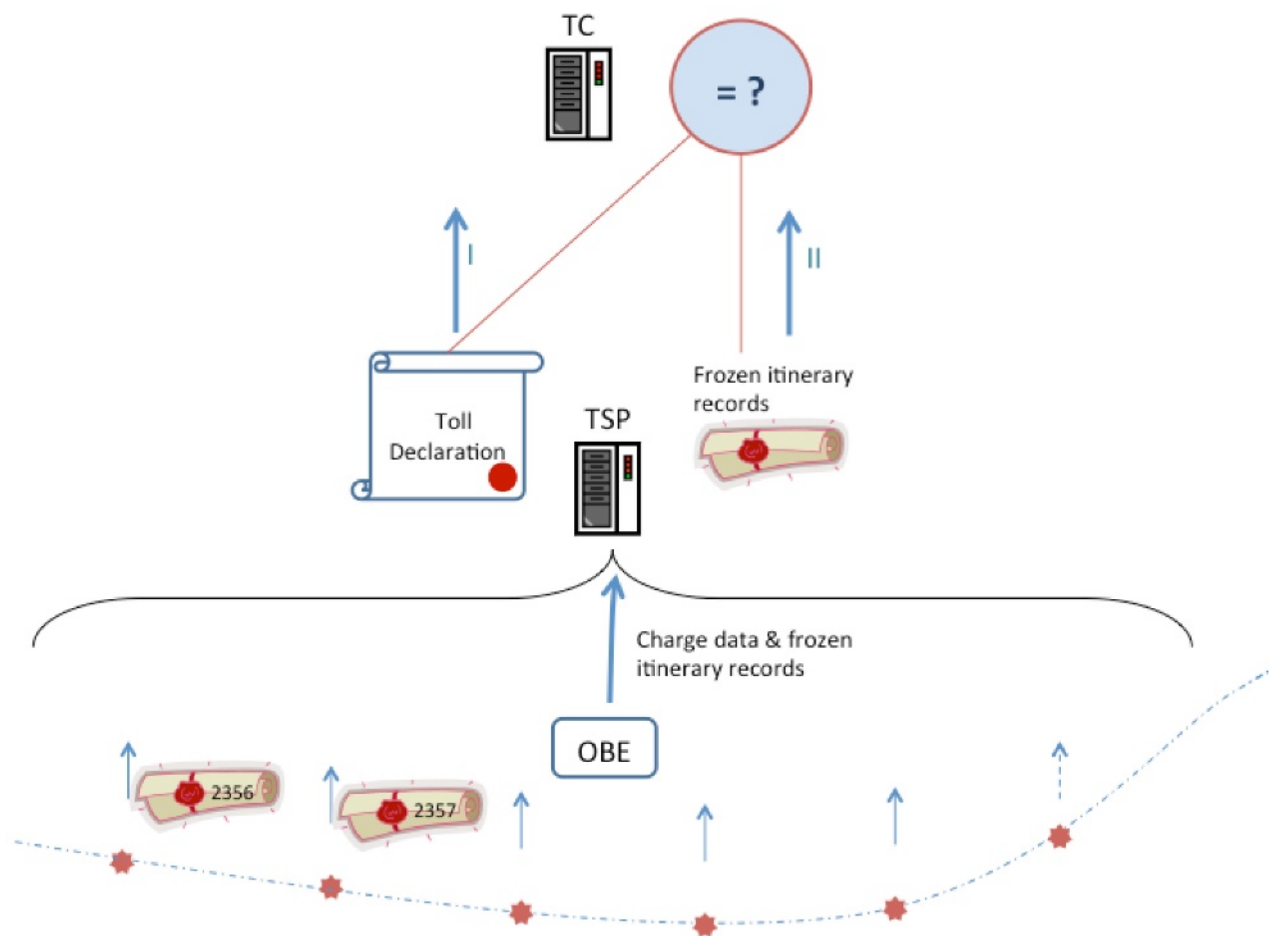 TC
= ?
I
II
Toll
Declaration
TSP
Frozen itinerary
records
Charge data & frozen
itinerary records
OBE
2356
2357